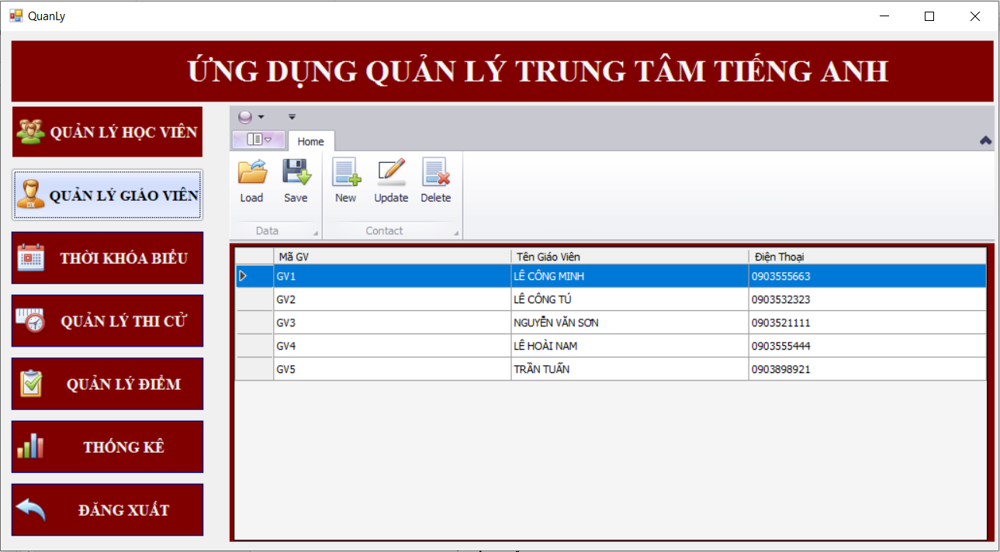 QuanLy
ỨNG DỤNG QUẢN LÝ TRUNG TÂM TIẾNG ANH
QUẢN LÝ HỌC VIÊN
QUẢN LÝ GIÁO VIÊN
THỜI KHÓA BIỂU
QUẢN LÝ THI CỬ
QUẢN LÝ ĐIỂM
THỐNG KÊ
ĐĂNG XUẤT
Home
Load Save New Update Delete
Data Contact
Mã GV Tên Giáo Viên Điện Thoại
GV1 LÊ CÔNG MINH 0903555663
GV2 LÊ CÔNG TÚ 0903532323
GV3 NGUYỄN VĂN SƠN 0903521111
GV4 LÊ HOÀI NAM 0903555444
GV5 TRẦN TUẤN 0903898921